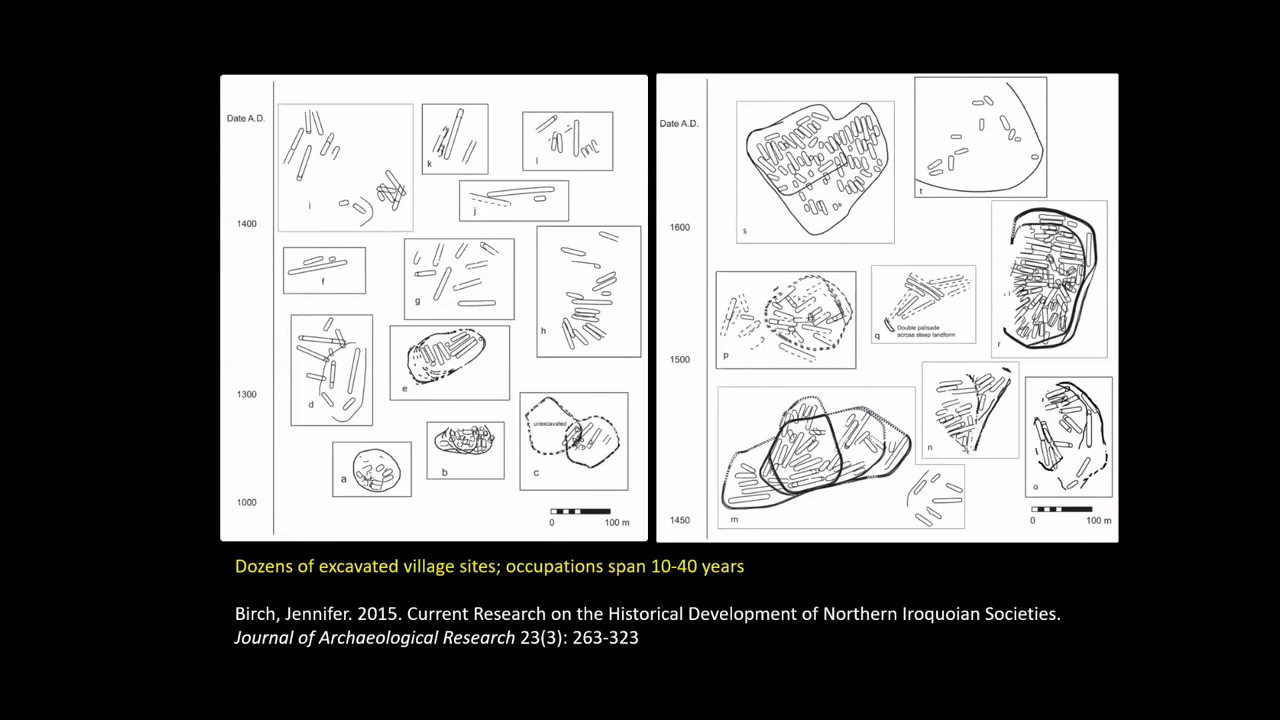 Date A.D.
1400
1300
1000
i
k
l
j
f
g
h
d
e
unexcavated
a
b
c
0 100 m
Date A.D.
1600
1500
1450
s
t
p
q
Double palisade
across steep landform
r
m
n
o
0 100 m
Dozens of excavated village sites; occupations span 10-40 years
Birch, Jennifer. 2015. Current Research on the Historical Development of Northern Iroquoian Societies.
Journal of Archaeological Research 23(3): 263-323